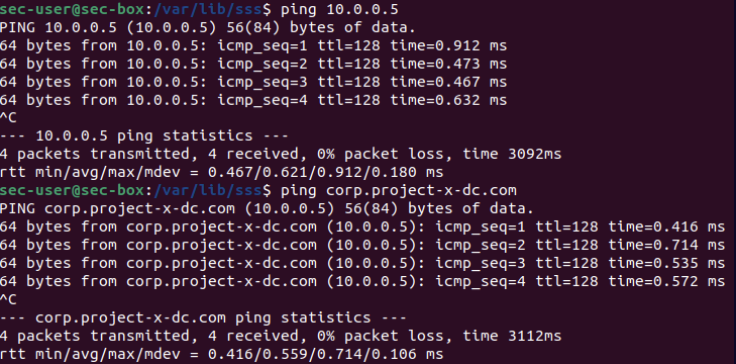 sec-user@sec-box:/var/lib/sss$ ping 10.0.0.5
PING 10.0.0.5 (10.0.0.5) 56(84) bytes of data.
64 bytes from 10.0.0.5: icmp_seq=1 ttl=128 time=0.912 ms
64 bytes from 10.0.0.5: icmp_seq=2 ttl=128 time=0.473 ms
64 bytes from 10.0.0.5: icmp_seq=3 ttl=128 time=0.467 ms
64 bytes from 10.0.0.5: icmp_seq=4 ttl=128 time=0.632 ms
^C
--- 10.0.0.5 ping statistics ---
4 packets transmitted, 4 received, 0% packet loss, time 3092ms
rtt min/avg/max/mdev = 0.467/0.621/0.912/0.180 ms
sec-user@sec-box:/var/lib/sss$ ping corp.project-x-dc.com
PING corp.project-x-dc.com (10.0.0.5) 56(84) bytes of data.
64 bytes from corp.project-x-dc.com (10.0.0.5): icmp_seq=1 ttl=128 time=0.416 ms
64 bytes from corp.project-x-dc.com (10.0.0.5): icmp_seq=2 ttl=128 time=0.714 ms
64 bytes from corp.project-x-dc.com (10.0.0.5): icmp_seq=3 ttl=128 time=0.535 ms
64 bytes from corp.project-x-dc.com (10.0.0.5): icmp_seq=4 ttl=128 time=0.572 ms
^C
--- corp.project-x-dc.com ping statistics ---
4 packets transmitted, 4 received, 0% packet loss, time 3112ms
rtt min/avg/max/mdev = 0.416/0.559/0.714/0.106 ms